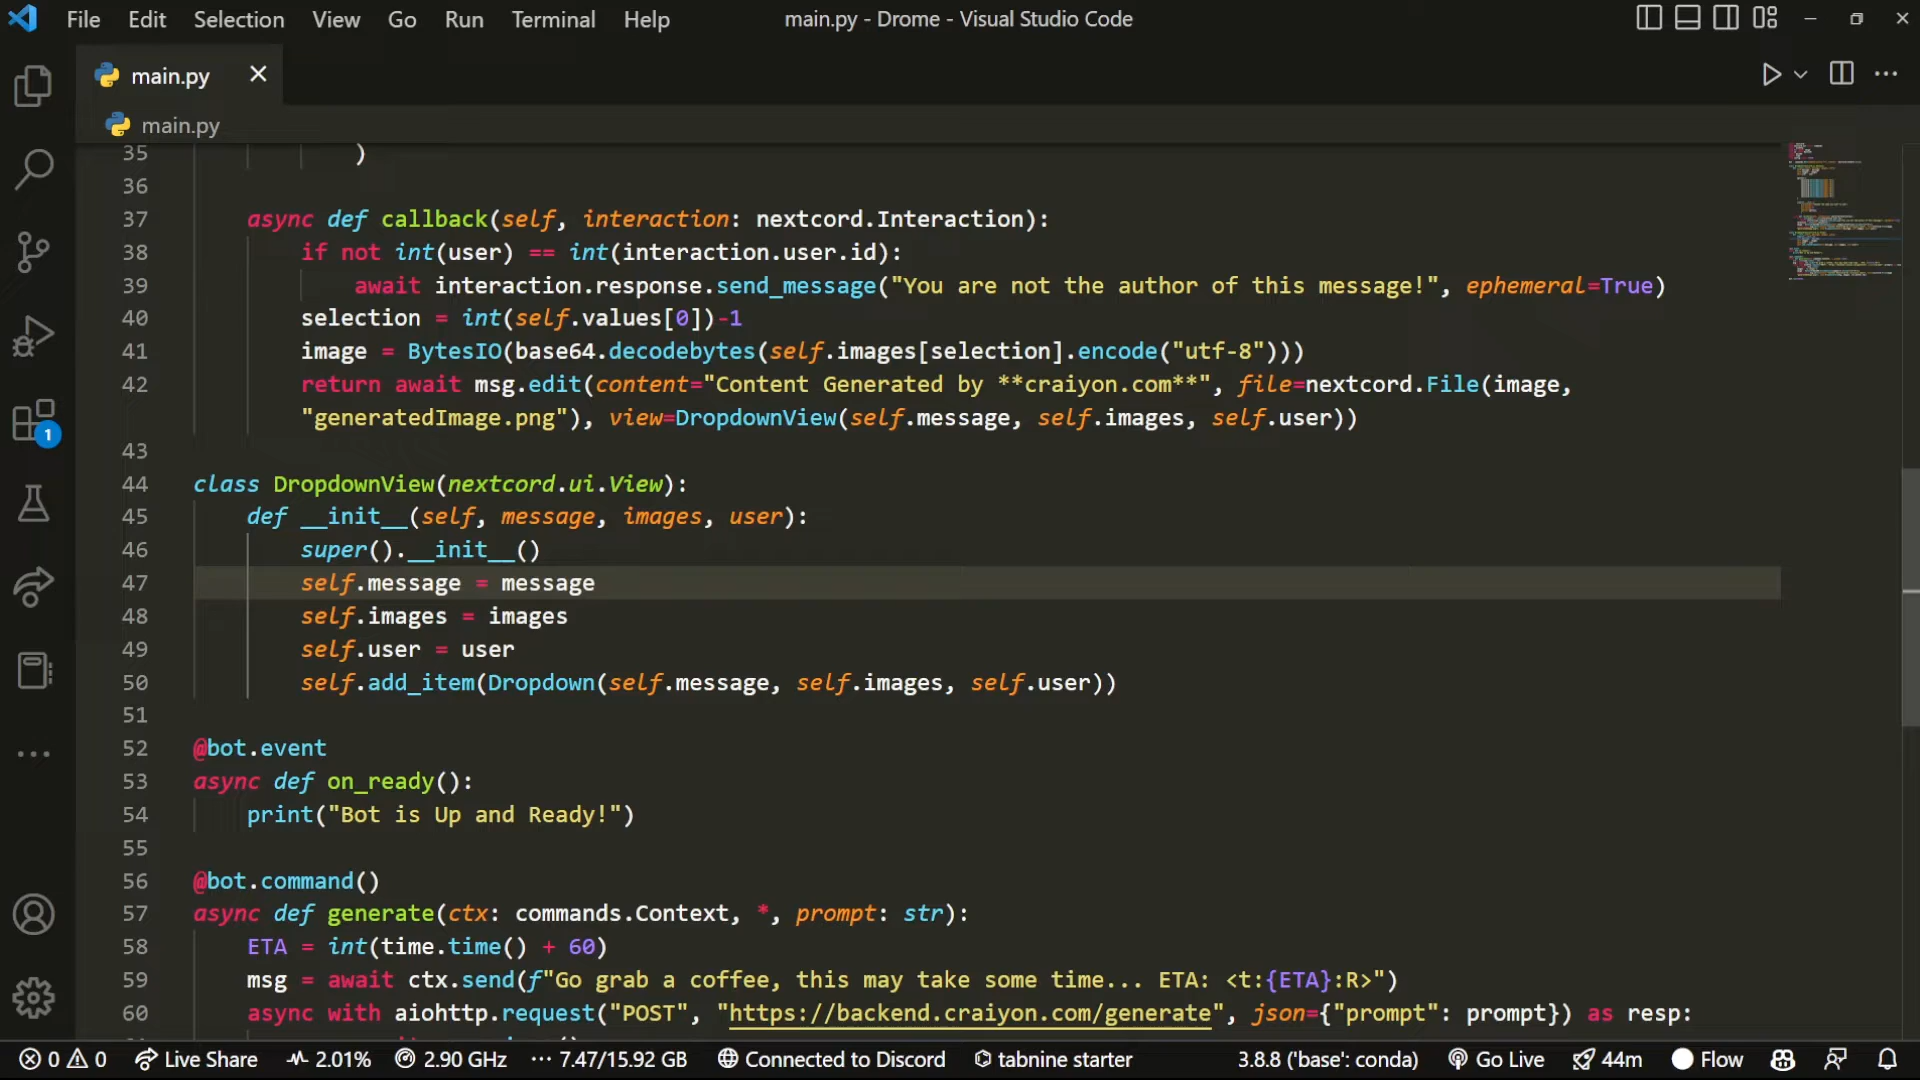 File Edit Selection View Go Run Terminal Help main.py - Drome - Visual Studio Code
main.py
main.py
35 )
36
37 async def callback(self, interaction: nextcord.Interaction):
38 if not int(user) == int(interaction.user.id):
39 await interaction.response.send_message("You are not the author of this message!", ephemeral=True)
40 selection = int(self.values[0])-1
41 image = BytesIO(base64.decodebytes(self.images[selection].encode("utf-8")))
42 return await msg.edit(content="Content Generated by **craiyon.com**", file=nextcord.File(image,
"generatedImage.png"), view=DropdownView(self.message, self.images, self.user))
43
44 class DropdownView(nextcord.ui.View):
45 def __init__(self, message, images, user):
46 super().__init__()
47 self.message = message
48 self.images = images
49 self.user = user
50 self.add_item(Dropdown(self.message, self.images, self.user))
51
52 @bot.event
53 async def on_ready():
54 print("Bot is Up and Ready!")
55
56 @bot.command()
57 async def generate(ctx: commands.Context, *, prompt: str):
58 ETA = int(time.time() + 60)
59 msg = await ctx.send(f"Go grab a coffee, this may take some time... ETA: <t:{ETA}:R>")
60 async with aiohttp.request("POST", "https://backend.craiyon.com/generate", json={"prompt": prompt}) as resp:
1
0 0 Live Share 2.01% 2.90 GHz 7.47/15.92 GB Connected to Discord tabnine starter 3.8.8 ('base': conda) Go Live 44m Flow